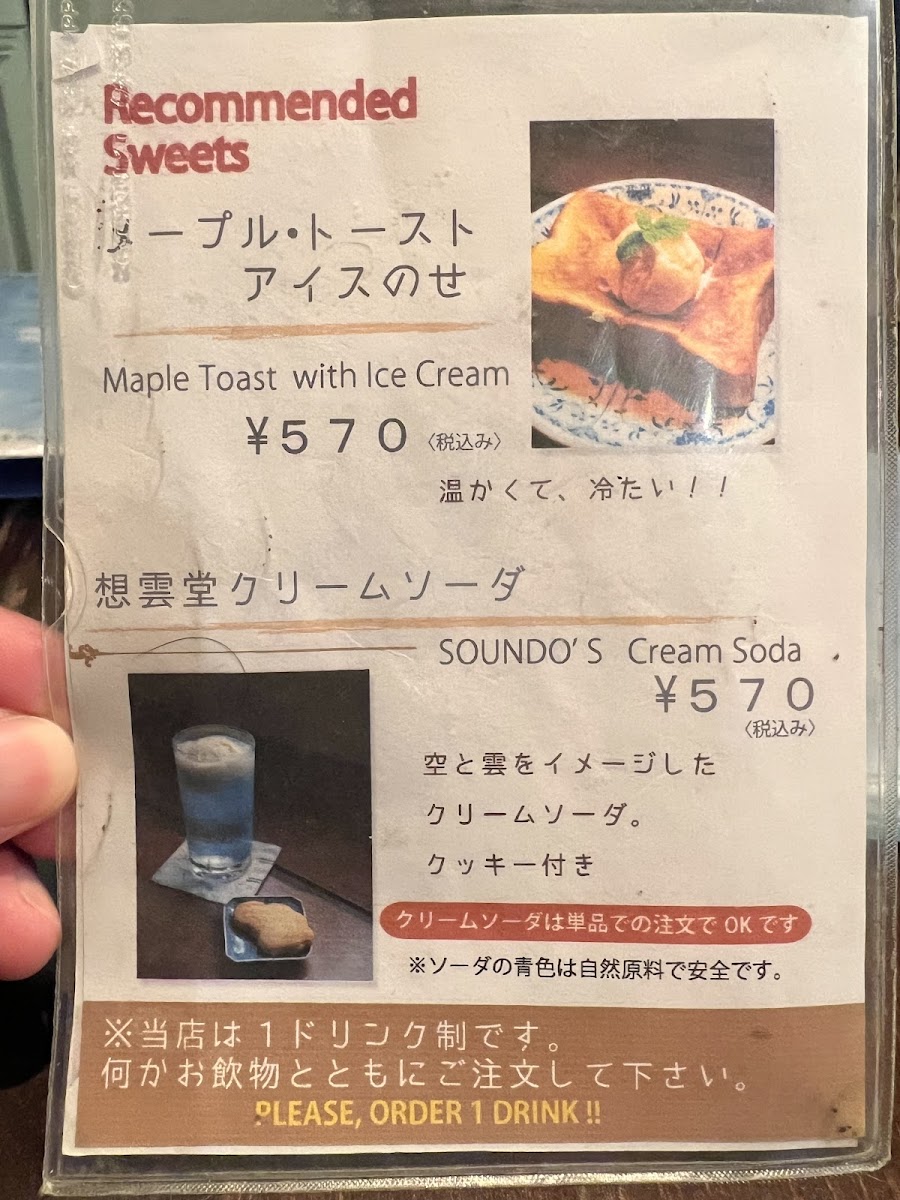 Recommended
Sweets
メープル・トースト
アイスのせ
Maple Toast with Ice Cream
¥570 〈税込み〉
温かくて、冷たい！！
想雲堂クリームソーダ
SOUNDO'S Cream Soda
¥570
〈税込み〉
空と雲をイメージした
クリームソーダ。
クッキー付き
クリームソーダは単品での注文でOKです
※ソーダの青色は自然原料で安全です。
※当店は１ドリンク制です。
何かお飲物とともにご注文して下さい。
PLEASE, ORDER 1 DRINK !!